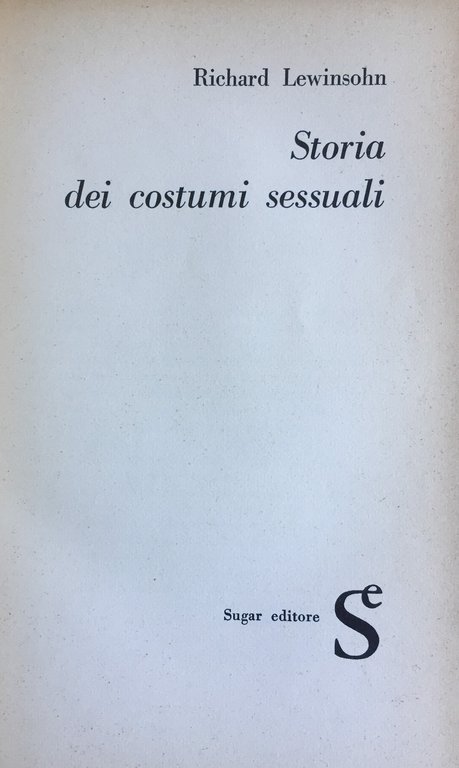 Richard Lewinsohn
Storia
dei costumi sessuali
Sugar editore Se